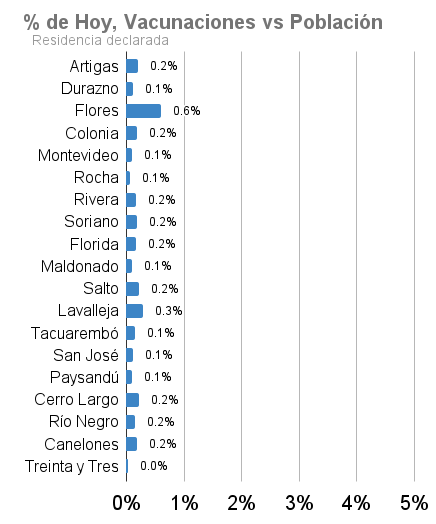 % de Hoy, Vacunaciones vs Población
Residencia declarada
Artigas 0.2%
Durazno 0.1%
Flores 0.6%
Colonia 0.2%
Montevideo 0.1%
Rocha 0.1%
Rivera 0.2%
Soriano 0.2%
Florida 0.2%
Maldonado 0.1%
Salto 0.2%
Lavalleja 0.3%
Tacuarembó 0.1%
San José 0.1%
Paysandú 0.1%
Cerro Largo 0.2%
Río Negro 0.2%
Canelones 0.2%
Treinta y Tres 0.0%
0% 1% 2% 3% 4% 5%